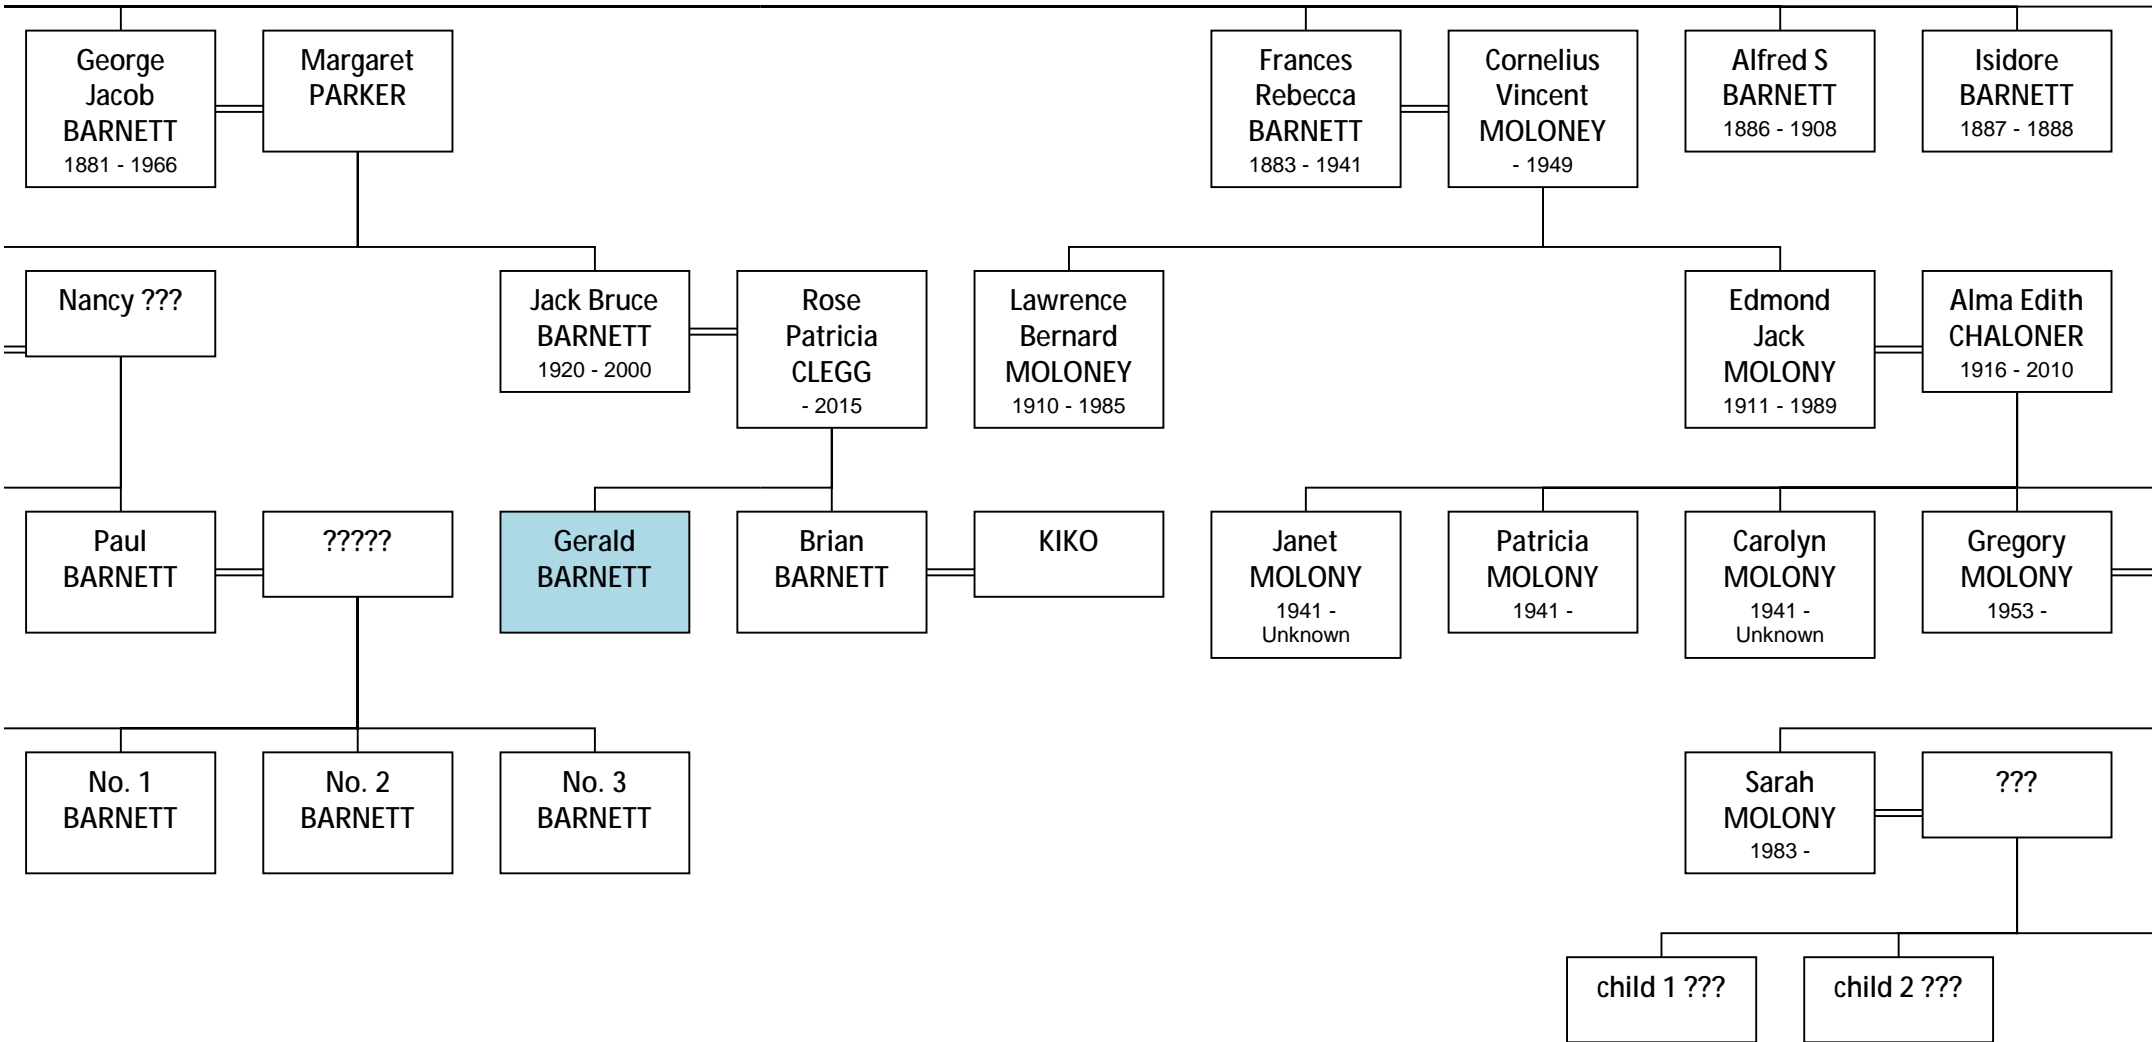 George
Jacob
BARNETT
1881 - 1966
Margaret
PARKER
Frances
Rebecca
BARNETT
1883 - 1941
Cornelius
Vincent
MOLONEY
- 1949
Alfred S
BARNETT
1886 - 1908
Isidore
BARNETT
1887 - 1888
Nancy ???
Jack Bruce
BARNETT
1920 - 2000
Rose
Patricia
CLEGG
- 2015
Lawrence
Bernard
MOLONEY
1910 - 1985
Edmond
Jack
MOLONY
1911 - 1989
Alma Edith
CHALONER
1916 - 2010
Paul
BARNETT
?????
Gerald
BARNETT
Brian
BARNETT
KIKO
Janet
MOLONY
1941 -
Unknown
Patricia
MOLONY
1941 -
Carolyn
MOLONY
1941 -
Unknown
Gregory
MOLONY
1953 -
No. 1
BARNETT
No. 2
BARNETT
No. 3
BARNETT
Sarah
MOLONY
1983 -
???
child 1 ???
child 2 ???